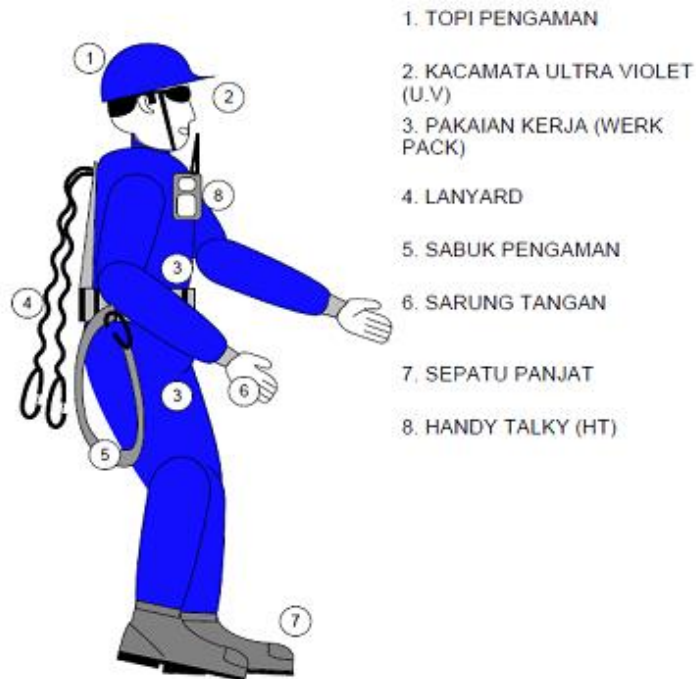 1. TOPI PENGAMAN
2. KACAMATA ULTRA VIOLET
(U.V)
3. PAKAIAN KERJA (WERK
PACK)
4. LANYARD
5. SABUK PENGAMAN
6. SARUNG TANGAN
7. SEPATU PANJAT
8. HANDY TALKY (HT)
1
2
8
3
4
6
3
5
7